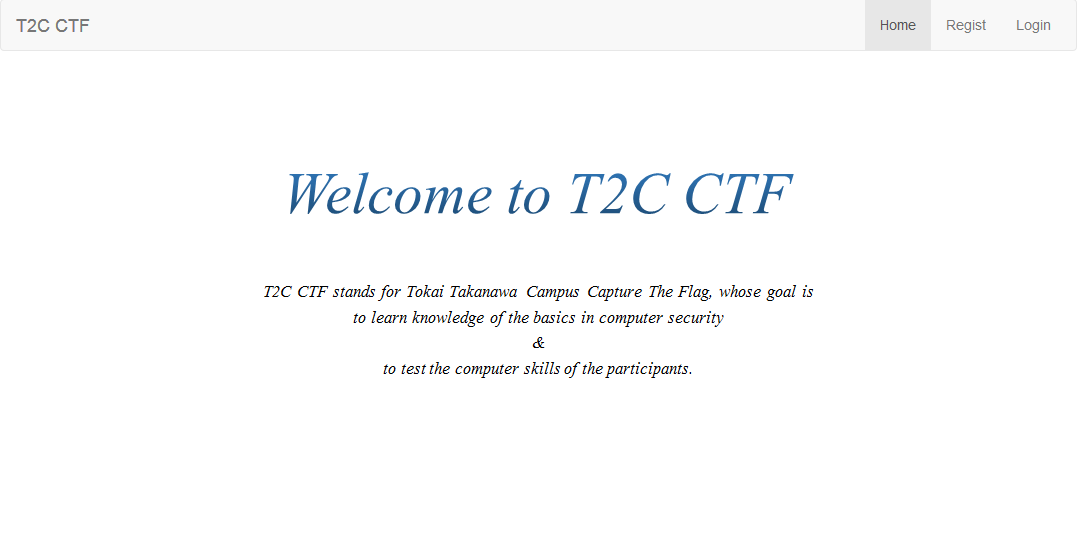 T2C CTF
Home Regist Login
Welcome to T2C CTF
T2C CTF stands for Tokai Takanawa Campus Capture The Flag, whose goal is
to learn knowledge of the basics in computer security
&
to test the computer skills of the participants.